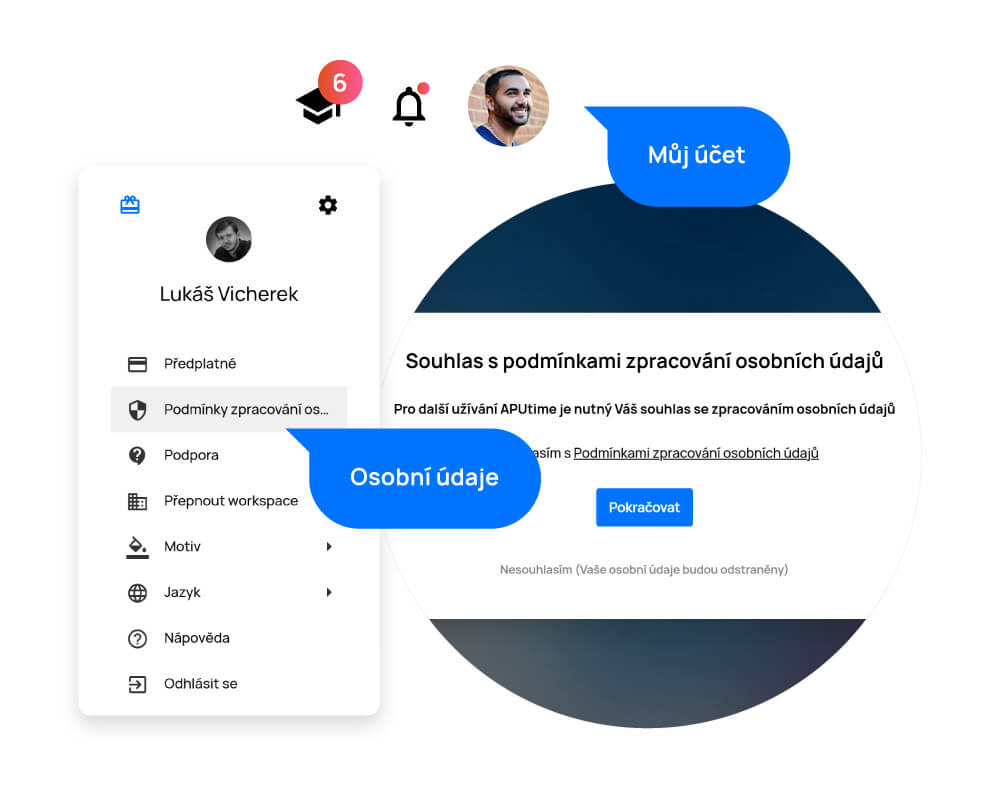 6
Můj účet
Lukáš Vicherek
Předplatné
Podmínky zpracování os...
Podpora
Přepnout workspace
Motiv
Jazyk
Nápověda
Odhlásit se
Osobní údaje
Souhlas s podmínkami zpracování osobních údajů
Pro další užívání APUtime je nutný Váš souhlas se zpracováním osobních údajů
s Podmínkami zpracování osobních údajů
Pokračovat
Nesouhlasím (Vaše osobní údaje budou odstraněny)